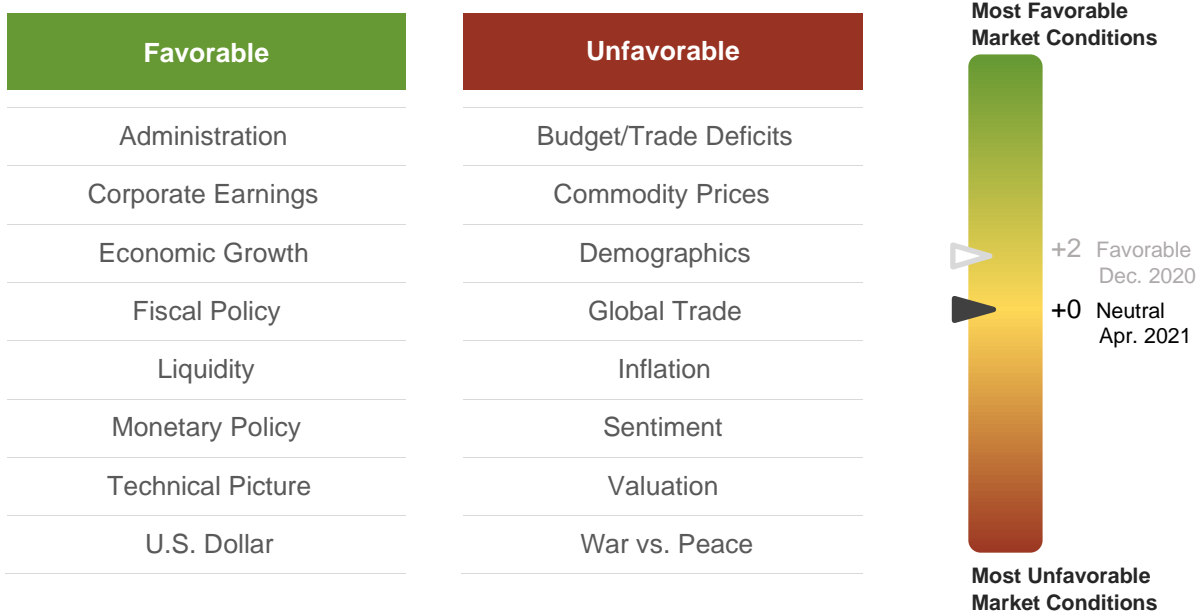 Favorable
Administration
Corporate Earnings
Economic Growth
Fiscal Policy
Liquidity
Monetary Policy
Technical Picture
U.S. Dollar
Unfavorable
Budget/Trade Deficits
Commodity Prices
Demographics
Global Trade
Inflation
Sentiment
Valuation
War vs. Peace
Most Favorable
Market Conditions
+2 Favorable
Dec. 2020
+0 Neutral
Apr. 2021
Most Unfavorable
Market Conditions